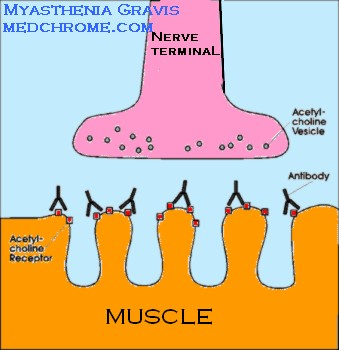 Myasthenia Gravis
medchrome.com
Nerve
terminal
Acetyl-
choline
Vesicle
Antibody
Acetyl-
choline
Receptor
MUSCLE